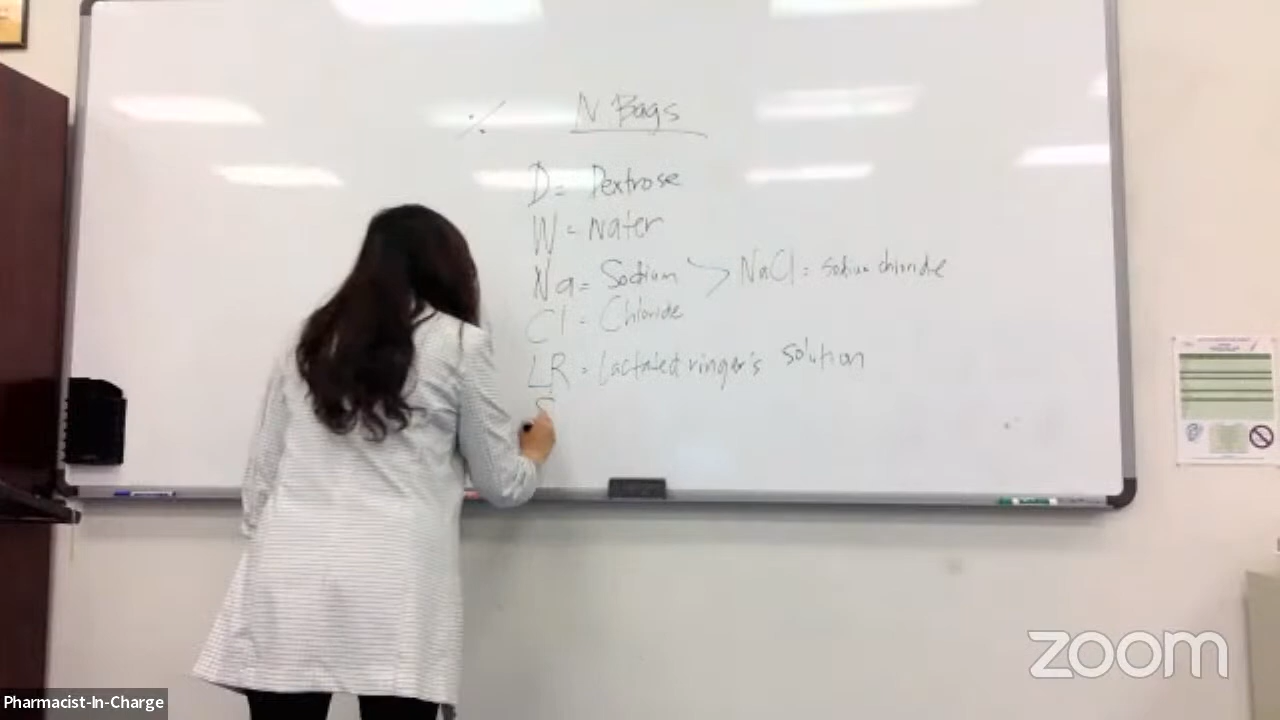 % IV Bags
D = Dextrose
W = Water
Na = Sodium > NaCl = sodium chloride
Cl = Chloride
LR = Lactated ringer's solution
S
zoom
Pharmacist-In-Charge